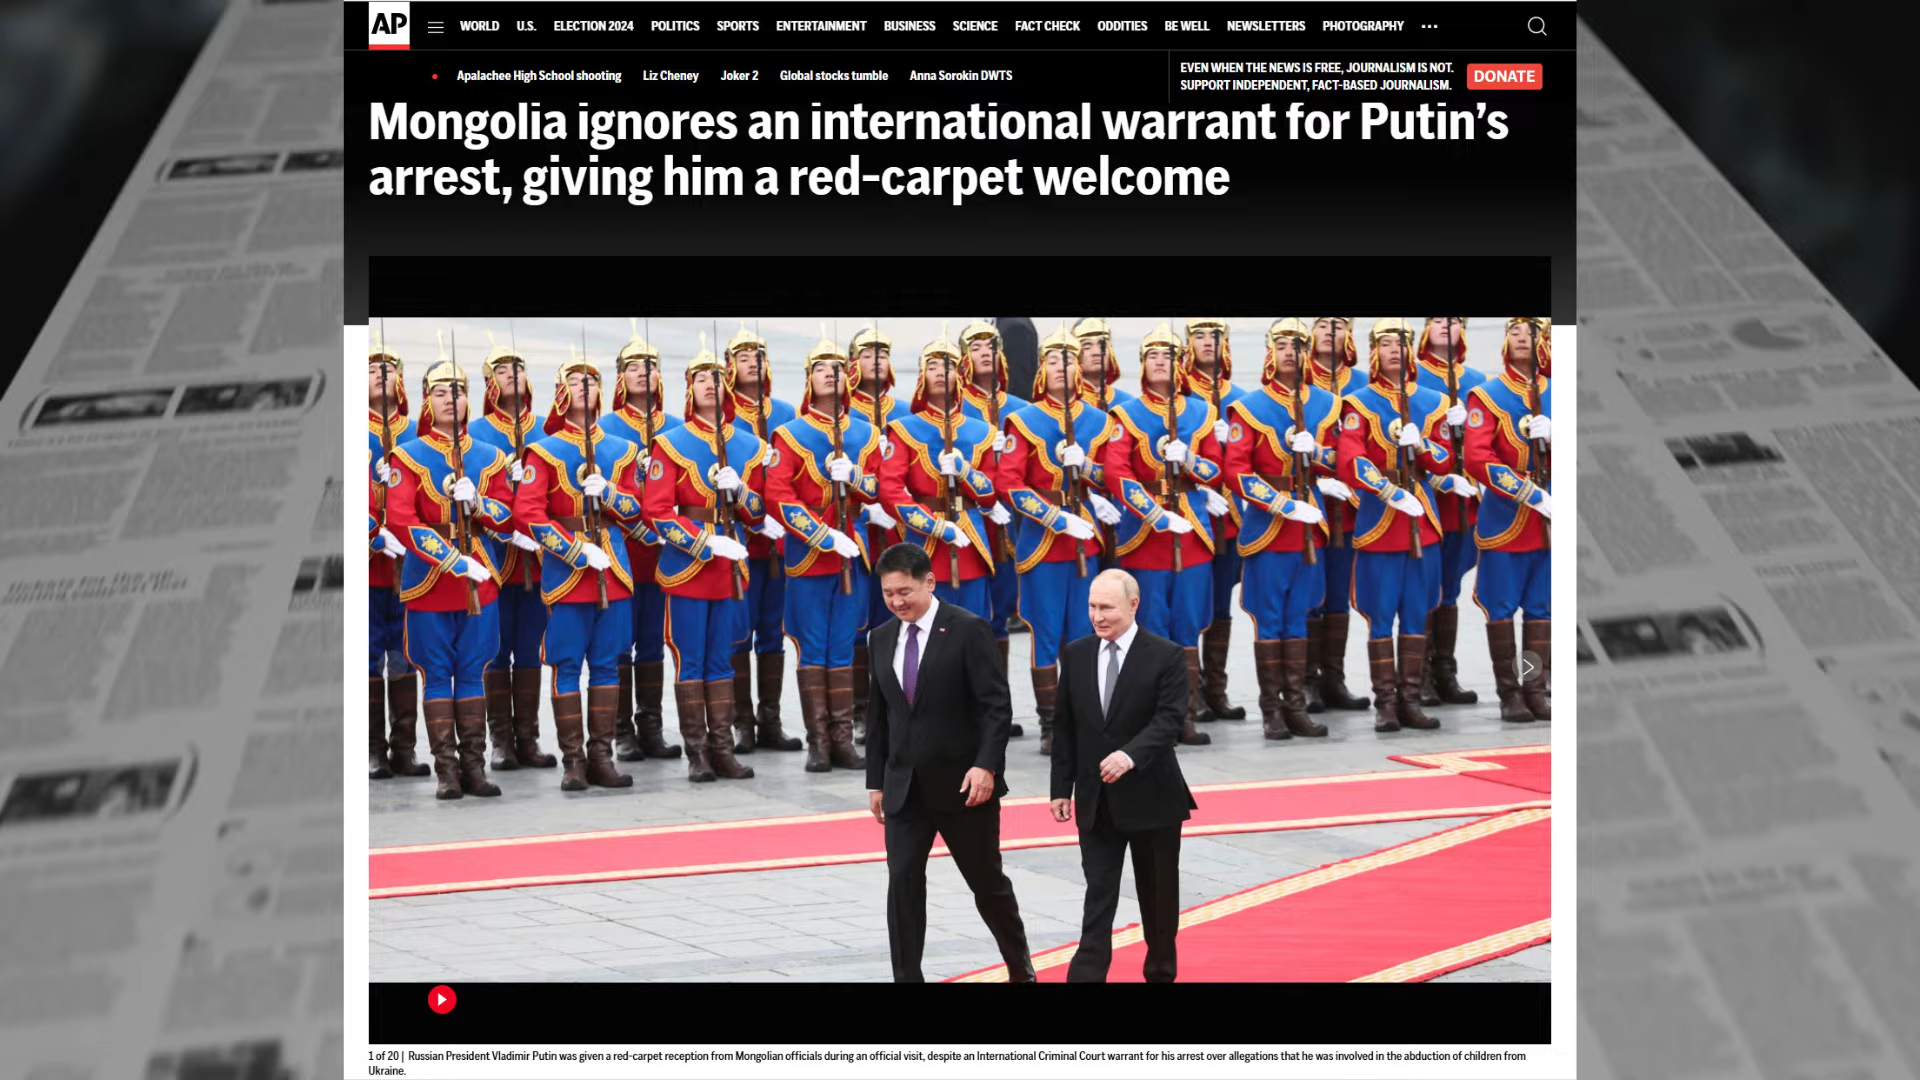 AP
WORLD U.S. ELECTION 2024 POLITICS SPORTS ENTERTAINMENT BUSINESS SCIENCE FACT CHECK ODDITIES BE WELL NEWSLETTERS PHOTOGRAPHY ...
Apalachee High School shooting Liz Cheney Joker 2 Global stocks tumble Anna Sorokin DWTS
EVEN WHEN THE NEWS IS FREE, JOURNALISM IS NOT.
SUPPORT INDEPENDENT, FACT-BASED JOURNALISM.
DONATE
Mongolia ignores an international warrant for Putin’s
arrest, giving him a red-carpet welcome
1 of 20 | Russian President Vladimir Putin was given a red-carpet reception from Mongolian officials during an official visit, despite an International Criminal Court warrant for his arrest over allegations that he was involved in the abduction of children from
Ukraine.